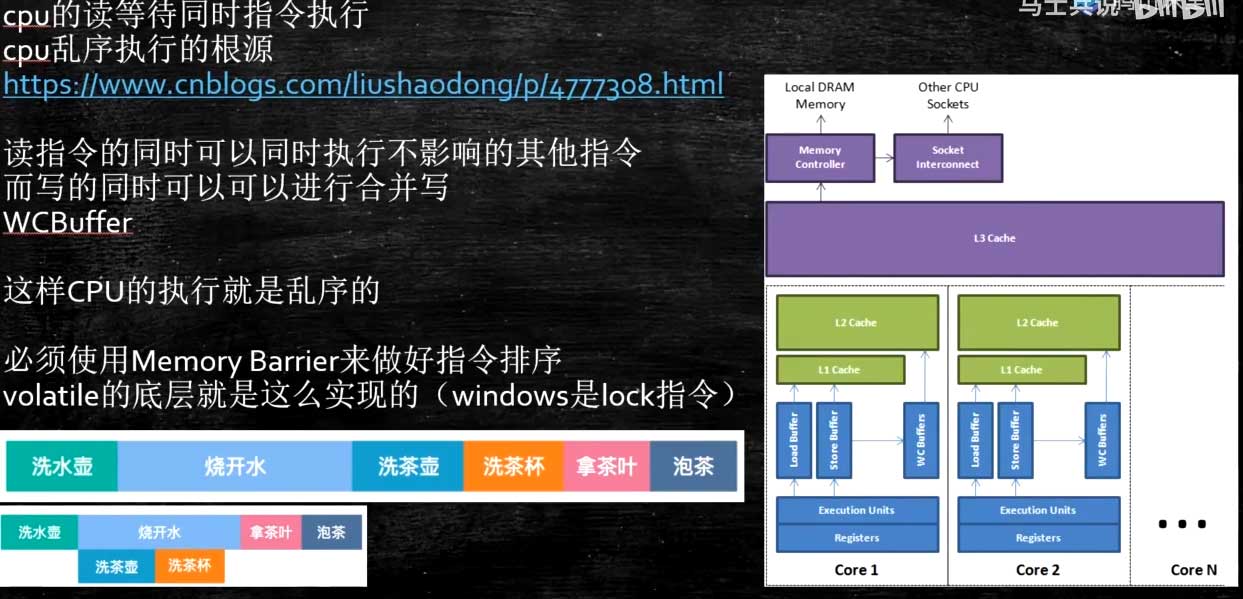 cpu的读等待同时指令执行
cpu乱序执行的根源
https://www.cnblogs.com/liushaodong/p/4777308.html
读指令的同时可以同时执行不影响的其他指令
而写的同时可以可以进行合并写
WCBuffer
这样CPU的执行就是乱序的
必须使用Memory Barrier来做好指令排序
volatile的底层就是这么实现的（windows是lock指令）
洗水壶 烧开水 洗茶壶 洗茶杯 拿茶叶 泡茶
洗水壶 烧开水 拿茶叶 泡茶
洗茶壶 洗茶杯
马士兵说
bilibili
Local DRAM Other CPU
Memory Sockets
Memory Socket
Controller Interconnect
L3 Cache
L2 Cache L2 Cache
L1 Cache L1 Cache
Load Buffer Store Buffer WC Buffers Load Buffer Store Buffer WC Buffers
Execution Units Execution Units
Registers Registers
...
Core 1 Core 2 Core N